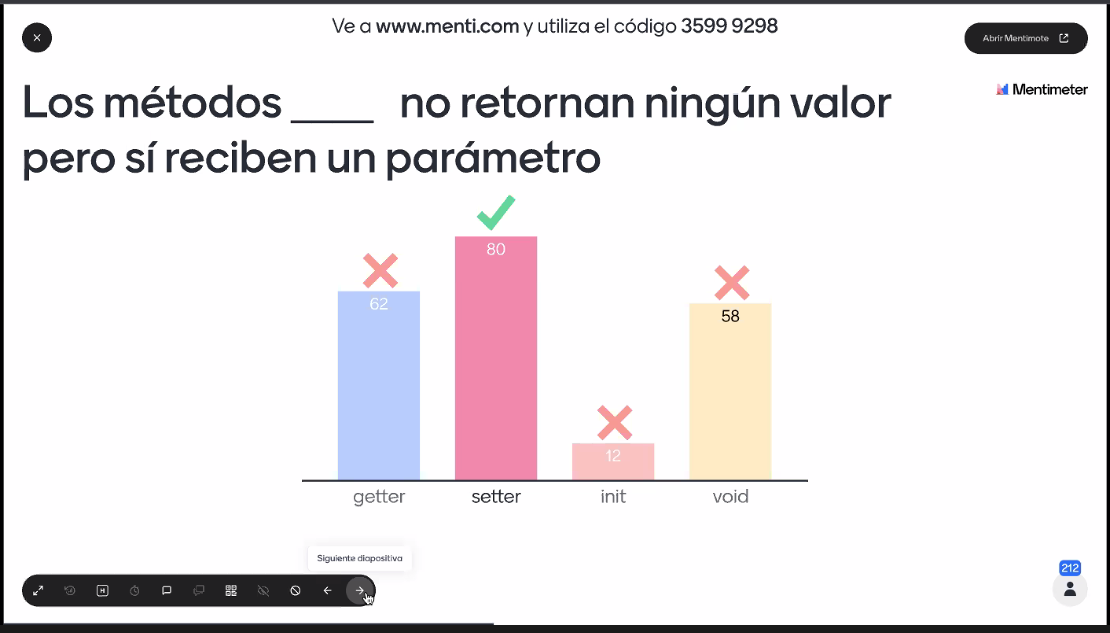 Ve a www.menti.com y utiliza el código 3599 9298
Abrir Mentimote
Mentimeter
Los métodos ____ no retornan ningún valor
pero sí reciben un parámetro
62
80
12
58
getter
setter
init
void
Siguiente diapositiva
H
212